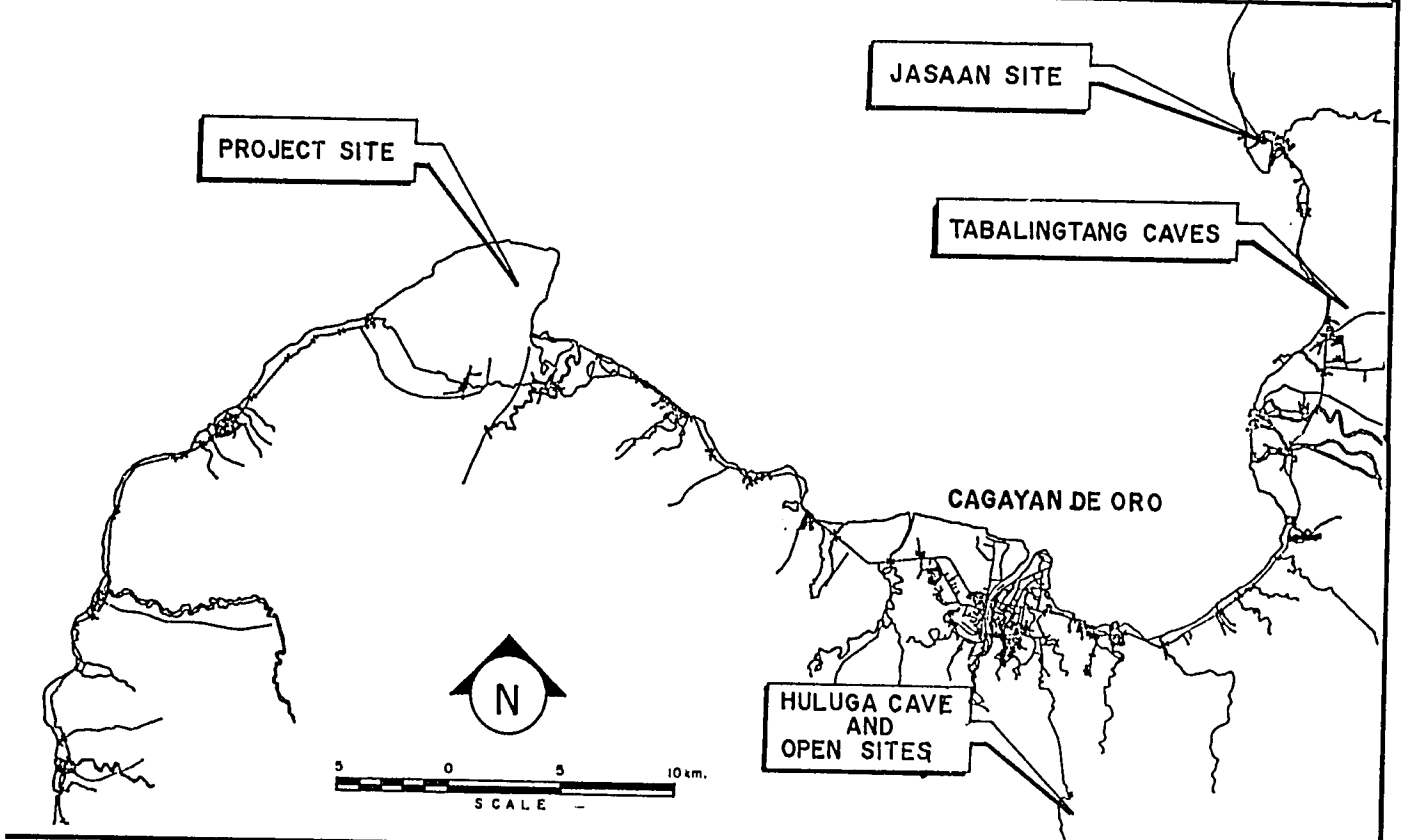 JASAAN SITE
PROJECT SITE
TABALINGTANG CAVES
CAGAYAN DE ORO
HULUGA CAVE
AND
OPEN SITES
N
5 0 5 10 km.
SCALE